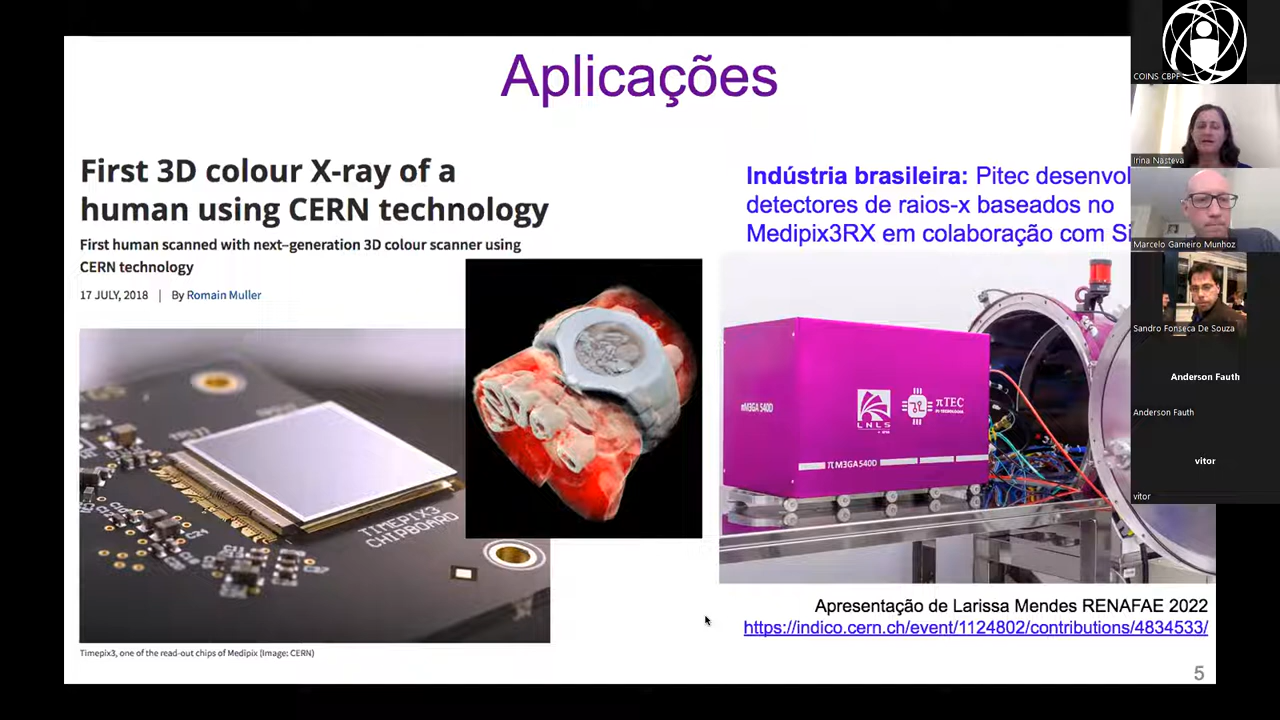 Aplicações
First 3D colour X-ray of a
human using CERN technology
First human scanned with next-generation 3D colour scanner using
CERN technology
17 JULY, 2018 | By Romain Muller
TIMEPIX3
CHIPBOARD
Timepix3, one of the read-out chips of Medipix (Image: CERN)
Indústria brasileira: Pitec desenvol
detectores de raios-x baseados no
Medipix3RX em colaboração com Si
πM3GA 540D
LNLS
πTEC
π M3GA 540D
Apresentação de Larissa Mendes RENAFAE 2022
https://indico.cern.ch/event/1124802/contributions/4834533/
5
COINS CBPF
Irina Nasteva
Marcelo Gameiro Munhoz
Sandro Fonseca De Souza
Anderson Fauth
Anderson Fauth
vitor
vitor